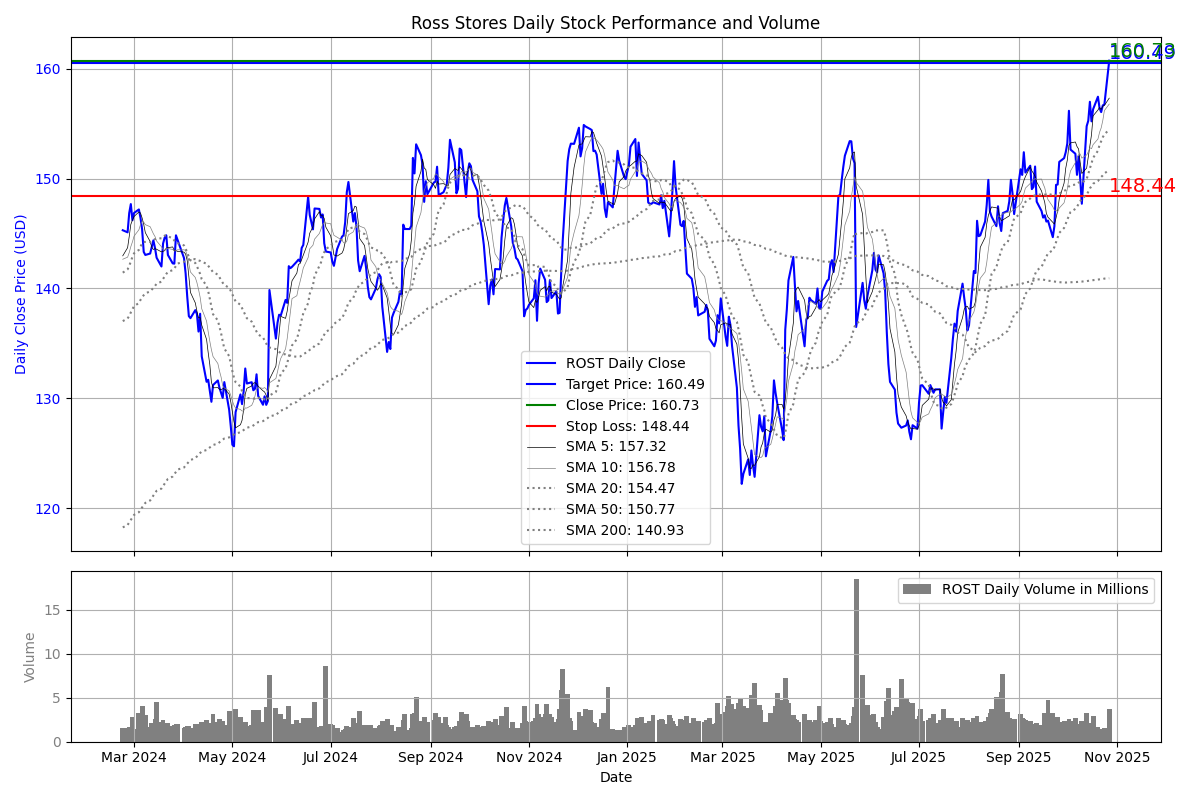 Ross Stores Daily Stock Performance and Volume
160.73
160.49
160
150
148.44
140
130
120
Daily Close Price (USD)
ROST Daily Close
Target Price: 160.49
Close Price: 160.73
Stop Loss: 148.44
SMA 5: 157.32
SMA 10: 156.78
SMA 20: 154.47
SMA 50: 150.77
SMA 200: 140.93
ROST Daily Volume in Millions
15
10
5
0
Volume
Mar 2024 May 2024 Jul 2024 Sep 2024 Nov 2024 Jan 2025 Mar 2025 May 2025 Jul 2025 Sep 2025 Nov 2025
Date